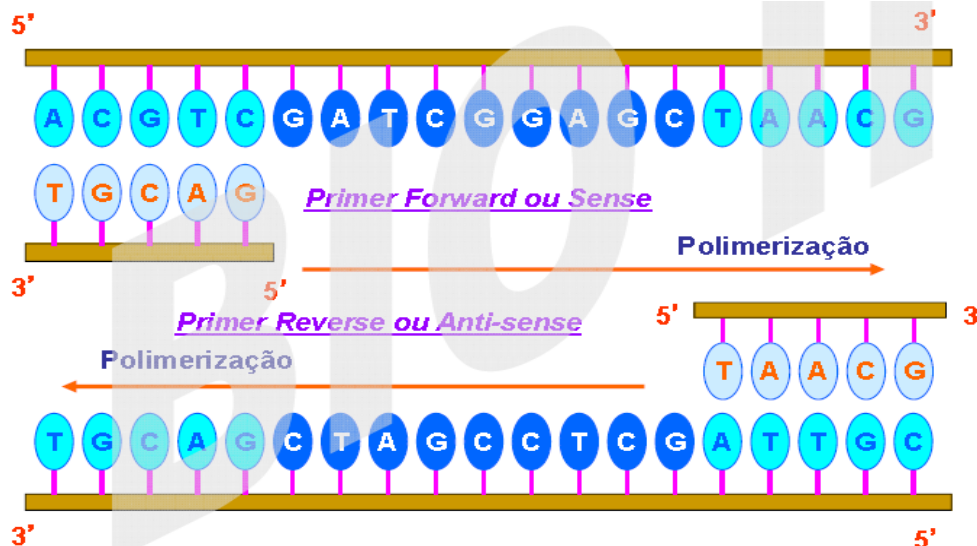 5’ 3’
A C G T C G A T C G G A G C T A A C G
T G C A G
Primer Forward ou Sense
Polimerização
3’ 5’
Primer Reverse ou Anti-sense
5’ 3
Polimerização
T A A C G
T G C A G C T A G C C T C G A T T G C
3’ 5’
BIO